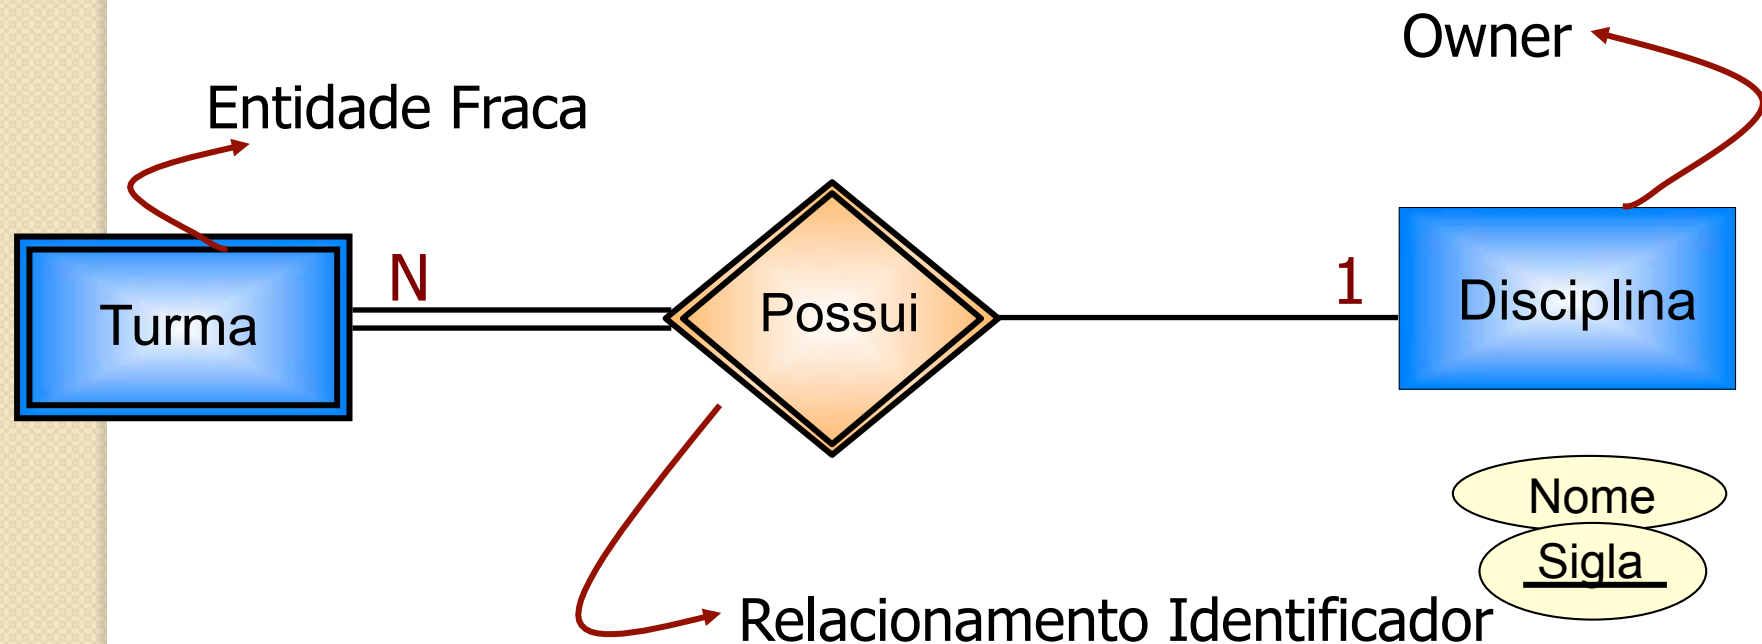 Owner
Entidade Fraca
N
1
Turma
Possui
Disciplina
Nome
Sigla
Relacionamento Identificador